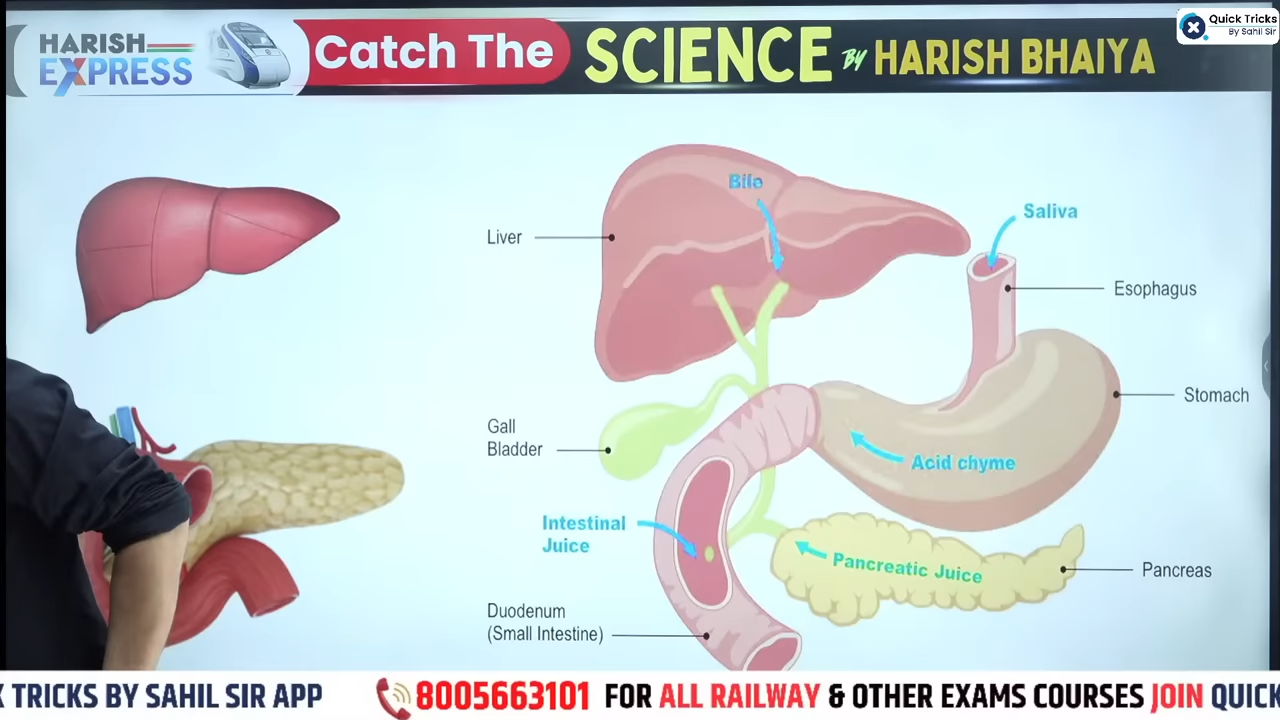 HARISH
EXPRESS
Catch The
SCIENCE
BY
HARISH BHAIYA
Quick Tricks
By Sahil Sir
Bile
Saliva
Liver
Esophagus
Stomach
Gall
Bladder
Acid chyme
Intestinal
Juice
Pancreatic Juice
Pancreas
Duodenum
(Small Intestine)
K TRICKS BY SAHIL SIR APP 8005663101 FOR ALL RAILWAY & OTHER EXAMS COURSES JOIN QUICK